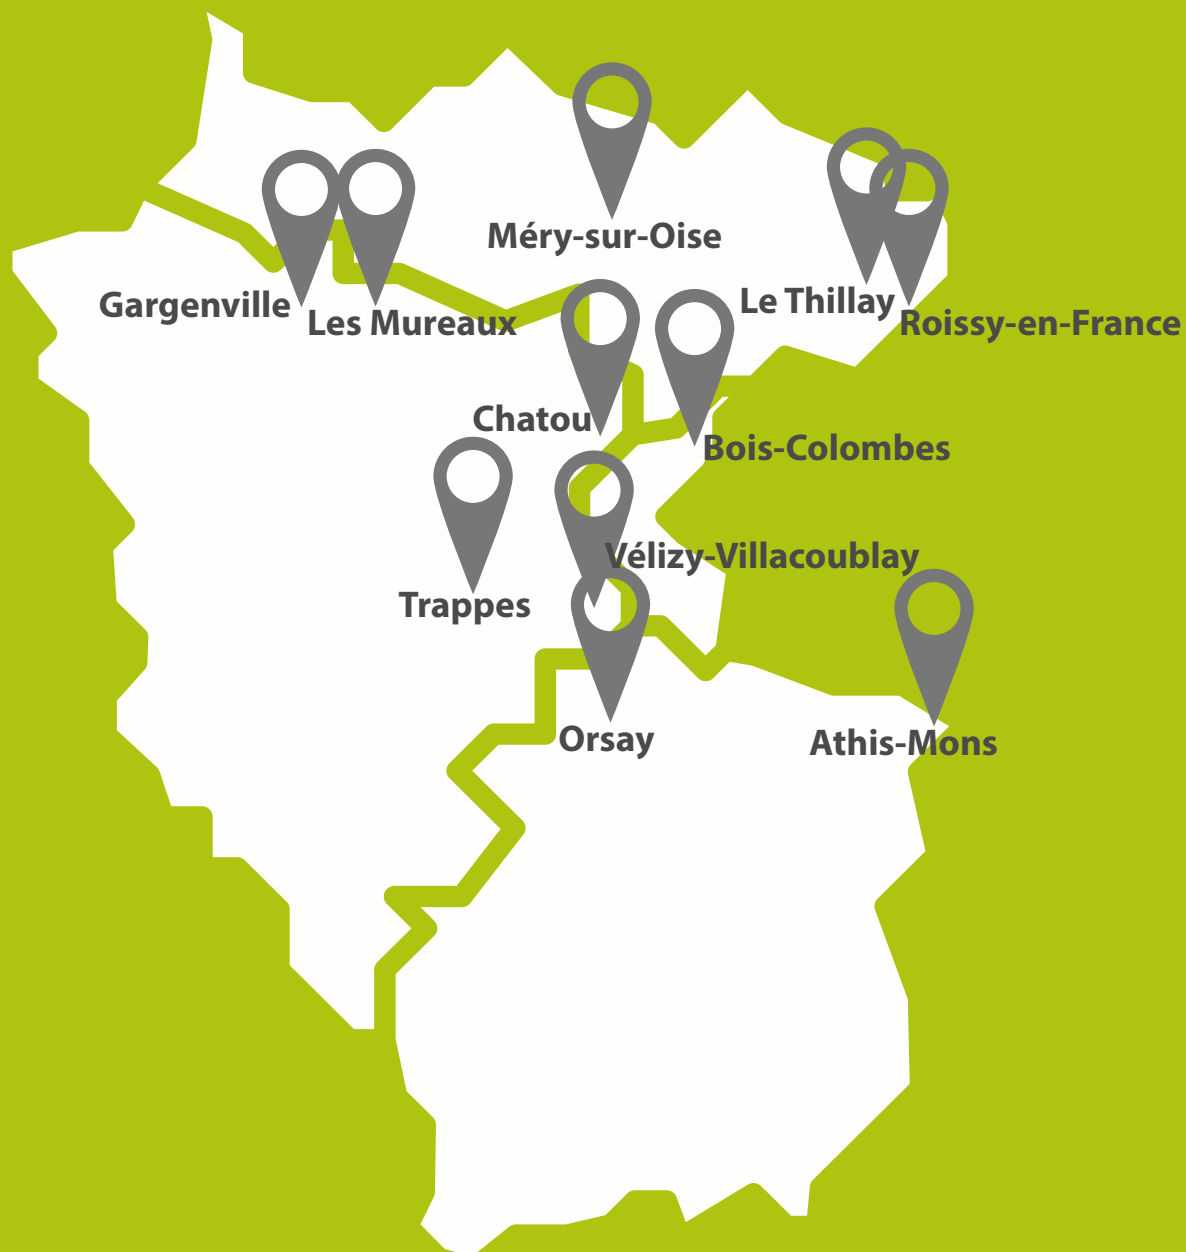 Méry-sur-Oise
Gargenville
Les Mureaux
Le Thillay
Roissy-en-France
Chatou
Bois-Colombes
Vélizy-Villacoublay
Trappes
Orsay
Athis-Mons